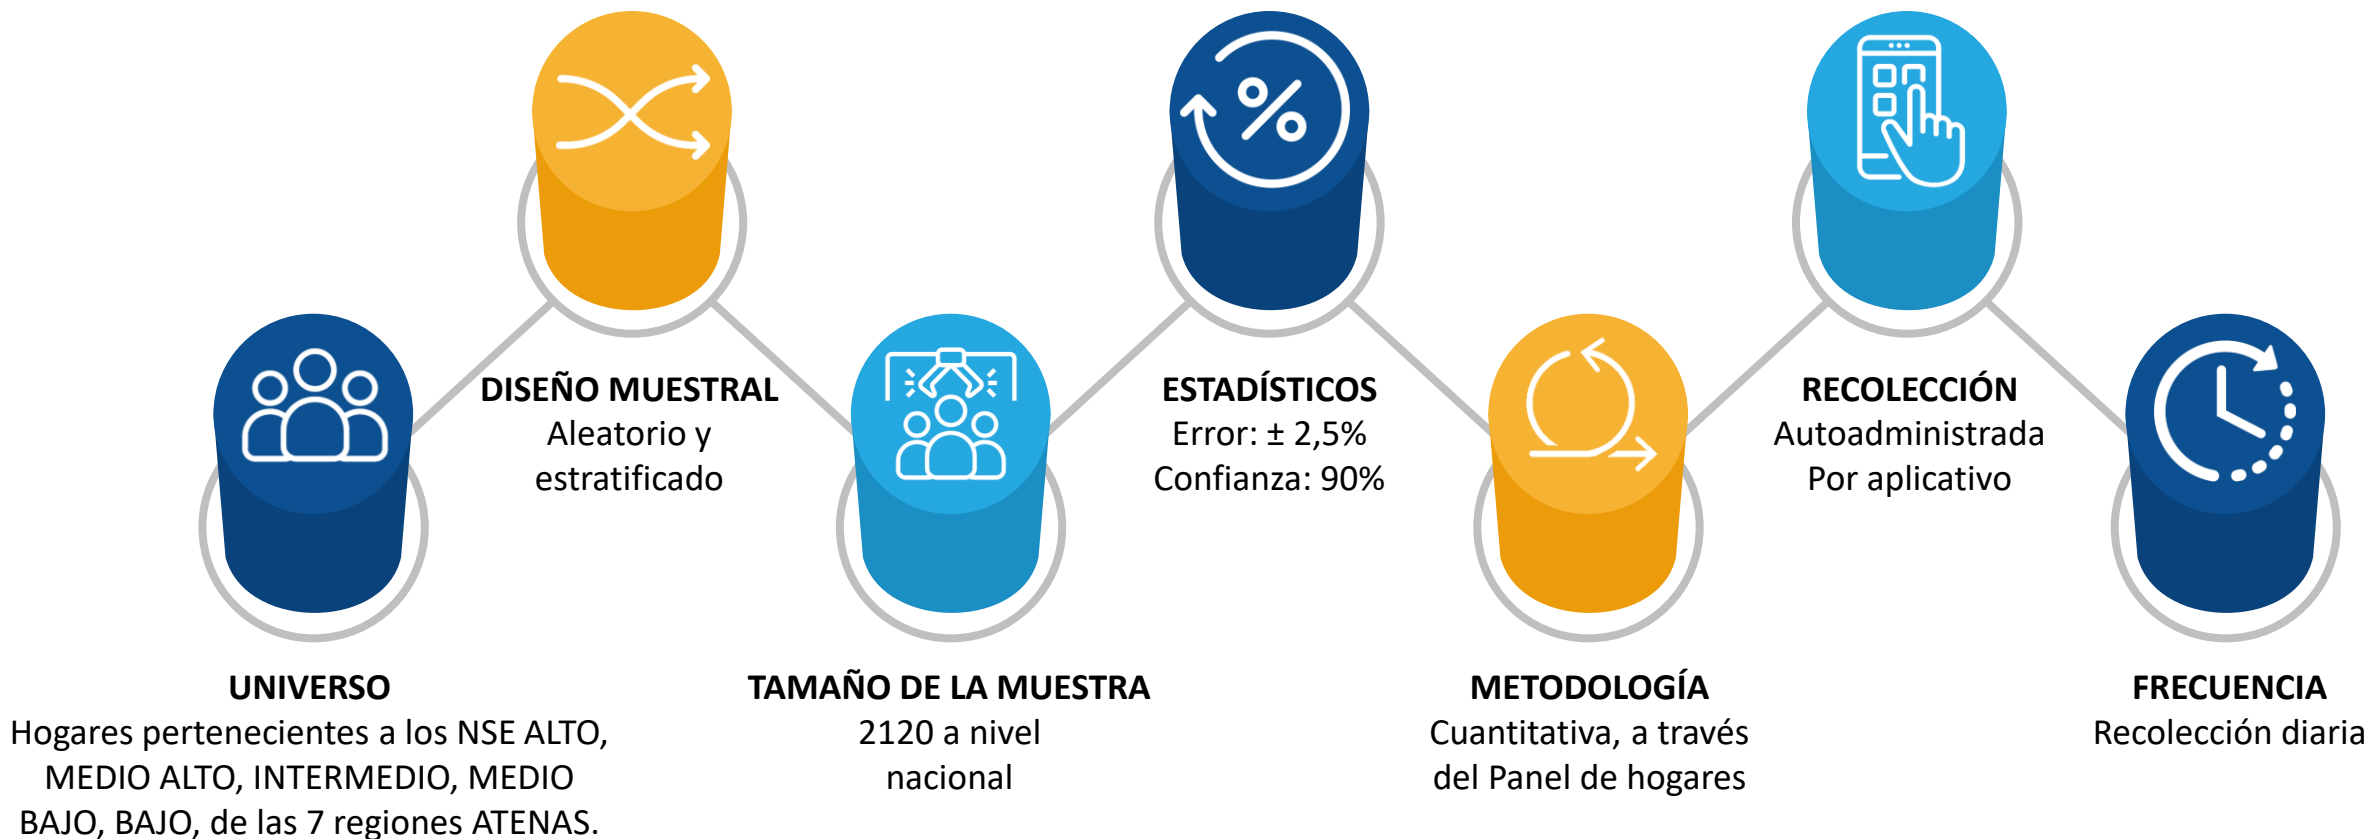 UNIVERSO
Hogares pertenecientes a los NSE ALTO,
MEDIO ALTO, INTERMEDIO, MEDIO
BAJO, BAJO, de las 7 regiones ATENAS.
DISEÑO MUESTRAL
Aleatorio y
estratificado
TAMAÑO DE LA MUESTRA
2120 a nivel
nacional
ESTADÍSTICOS
Error: ± 2,5%
Confianza: 90%
METODOLOGÍA
Cuantitativa, a través
del Panel de hogares
RECOLECCIÓN
Autoadministrada
Por aplicativo
FRECUENCIA
Recolección diaria
%